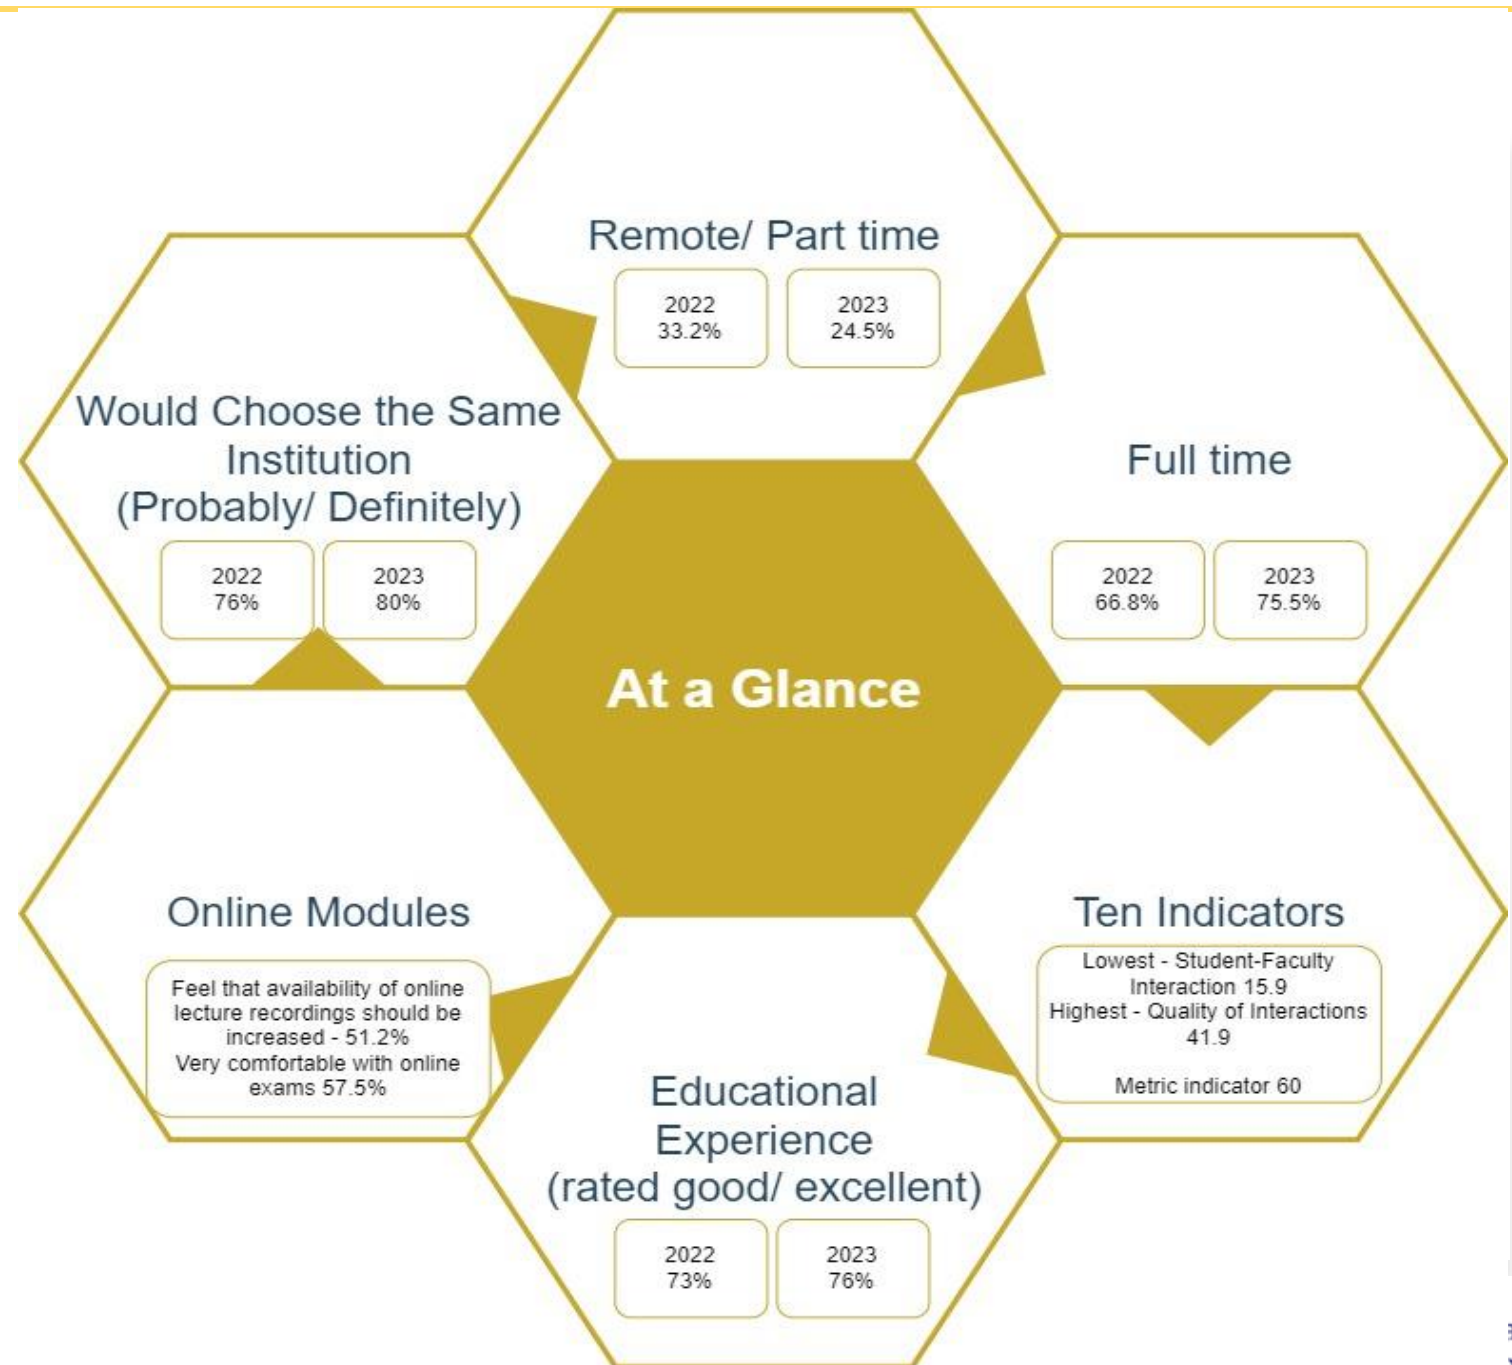 Remote/ Part time
2022
33.2%
2023
24.5%
Full time
2022
66.8%
2023
75.5%
Would Choose the Same
Institution
(Probably/ Definitely)
2022
76%
2023
80%
At a Glance
Online Modules
Feel that availability of online
lecture recordings should be
increased - 51.2%
Very comfortable with online
exams 57.5%
Ten Indicators
Lowest - Student-Faculty
Interaction 15.9
Highest - Quality of Interactions
41.9
Metric indicator 60
Educational
Experience
(rated good/ excellent)
2022
73%
2023
76%